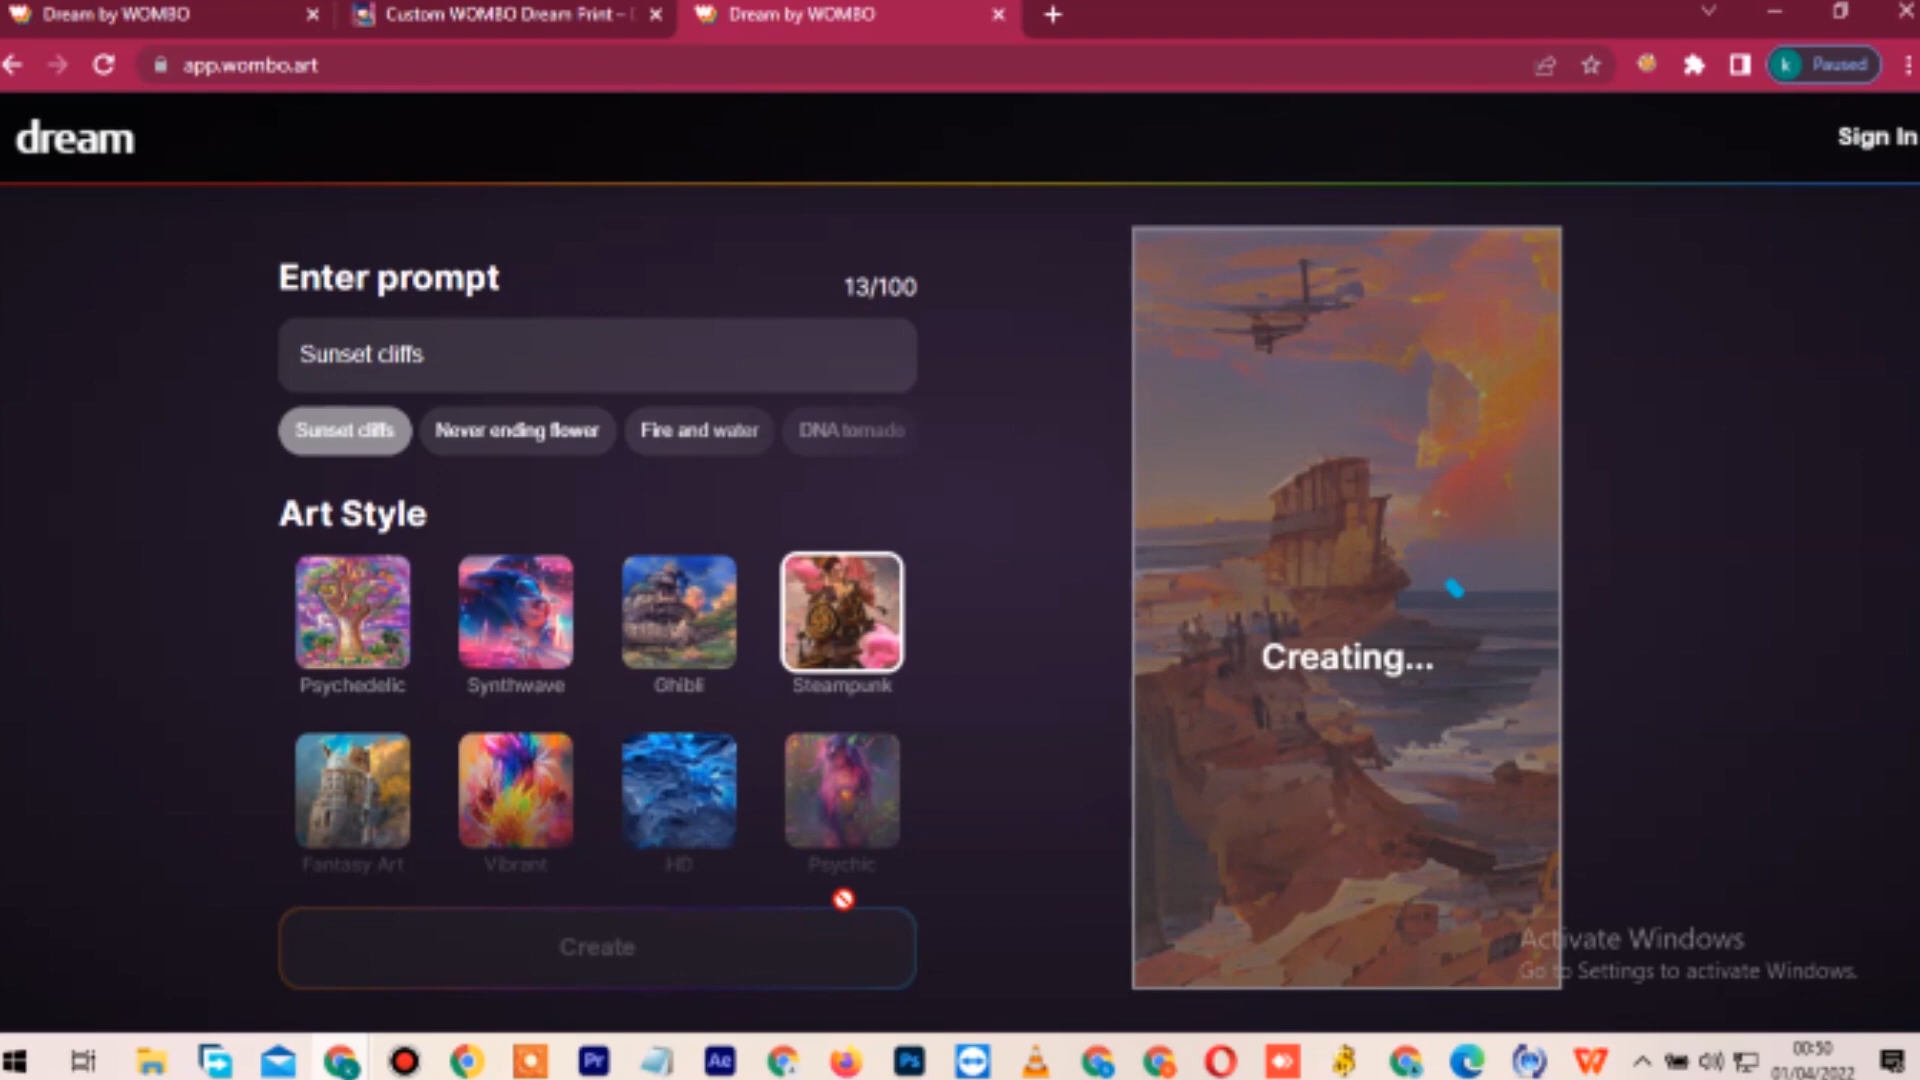 Dream by WOMBO
Custom WOMBO Dream Print –
Dream by WOMBO
app.wombo.art
k Paused
dream
Sign In
Enter prompt
13/100
Sunset cliffs
Sunset cliffs
Never ending flower
Fire and water
DNA tornado
Art Style
Psychedelic
Synthwave
Ghibli
Steampunk
Fantasy Art
Vibrant
HD
Psychic
Create
Creating...
Activate Windows
Go to Settings to activate Windows.
Pr
Ae
Ps
00:50
01/04/2022